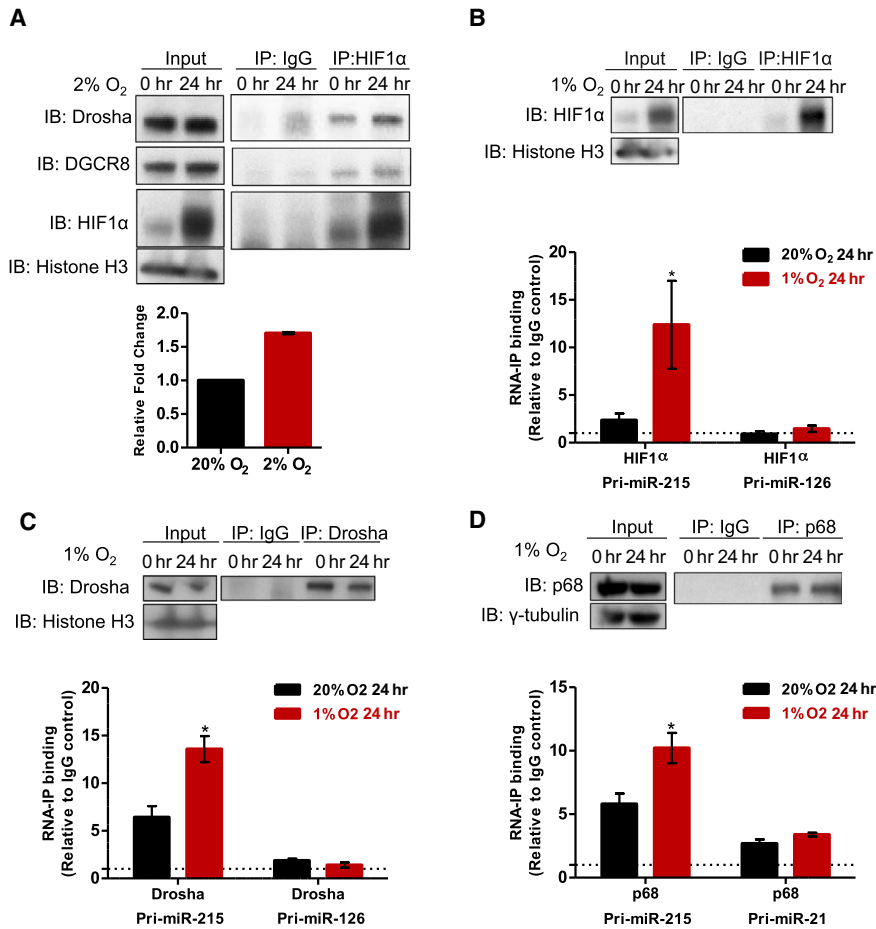 A
Input IP: IgG IP:HIF1α
2% O2 0 hr 24 hr 0 hr 24 hr 0 hr 24 hr
IB: Drosha
IB: DGCR8
IB: HIF1α
IB: Histone H3
Relative Fold Change
2.0
1.5
1.0
0.5
0.0
20% O2 2% O2
B
Input IP: IgG IP:HIF1α
1% O2 0 hr 24 hr 0 hr 24 hr 0 hr 24 hr
IB: HIF1α
IB: Histone H3
RNA-IP binding
(Relative to IgG control)
20
15
10
5
0
20% O2 24 hr
1% O2 24 hr
*
HIF1α HIF1α
Pri-miR-215 Pri-miR-126
C
Input IP: IgG IP: Drosha
1% O2 0 hr 24 hr 0 hr 24 hr 0 hr 24 hr
IB: Drosha
IB: Histone H3
RNA-IP binding
(Relative to IgG control)
20
15
10
5
0
20% O2 24 hr
1% O2 24 hr
*
Drosha Drosha
Pri-miR-215 Pri-miR-126
D
Input IP: IgG IP: p68
1% O2 0 hr 24 hr 0 hr 24 hr 0 hr 24 hr
IB: p68
IB: γ-tubulin
RNA-IP binding
(Relative to IgG control)
15
10
5
0
20% O2 24 hr
1% O2 24 hr
*
p68 p68
Pri-miR-215 Pri-miR-21